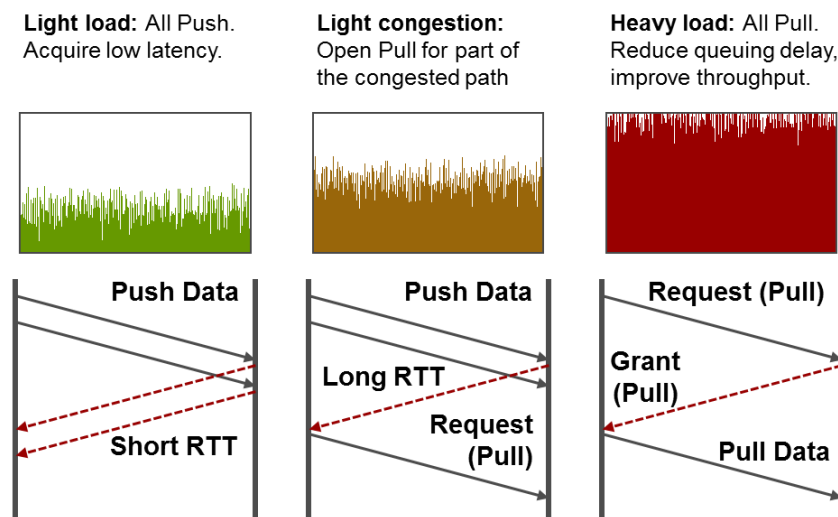 Light load: All Push.
Acquire low latency.
Light congestion:
Open Pull for part of
the congested path
Heavy load: All Pull.
Reduce queuing delay,
improve throughput.
Push Data
Short RTT
Push Data
Long RTT
Request
(Pull)
Request (Pull)
Grant
(Pull)
Pull Data